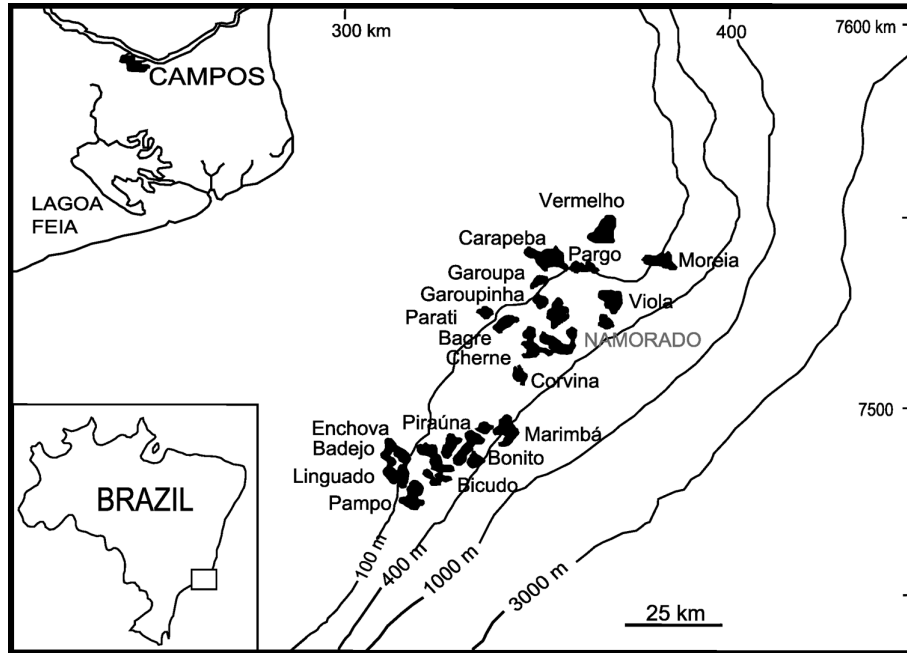 300 km
400
7600 km
CAMPOS
LAGOA
FEIA
Vermelho
Carapeba
Pargo
Moreia
Garoupa
Garoupinha
Viola
Parati
Bagre
NAMORADO
Cherne
Corvina
7500
Enchova
Piraúna
Marimbá
Badejo
Bonito
Linguado
Bicudo
Pampo
BRAZIL
100 m
400 m
1000 m
3000 m
25 km